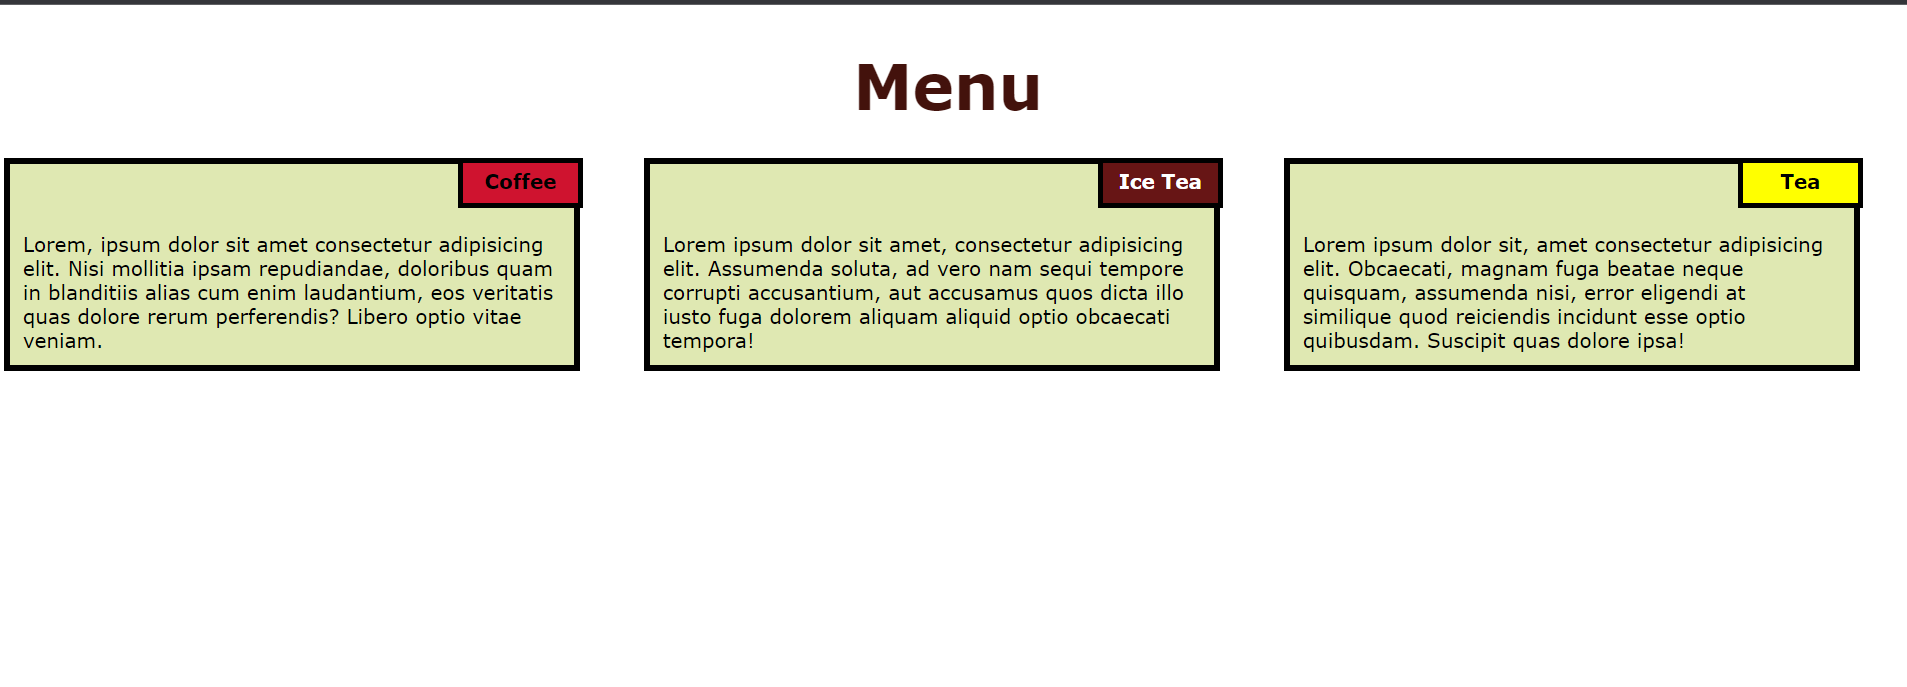 Menu
Coffee
Lorem, ipsum dolor sit amet consectetur adipisicing
elit. Nisi mollitia ipsam repudiandae, doloribus quam
in blanditiis alias cum enim laudantium, eos veritatis
quas dolore rerum perferendis? Libero optio vitae
veniam.
Ice Tea
Lorem ipsum dolor sit amet, consectetur adipisicing
elit. Assumenda soluta, ad vero nam sequi tempore
corrupti accusantium, aut accusamus quos dicta illo
iusto fuga dolorem aliquam aliquid optio obcaecati
tempora!
Tea
Lorem ipsum dolor sit, amet consectetur adipisicing
elit. Obcaecati, magnam fuga beatae neque
quisquam, assumenda nisi, error eligendi at
similique quod reiciendis incidunt esse optio
quibusdam. Suscipit quas dolore ipsa!